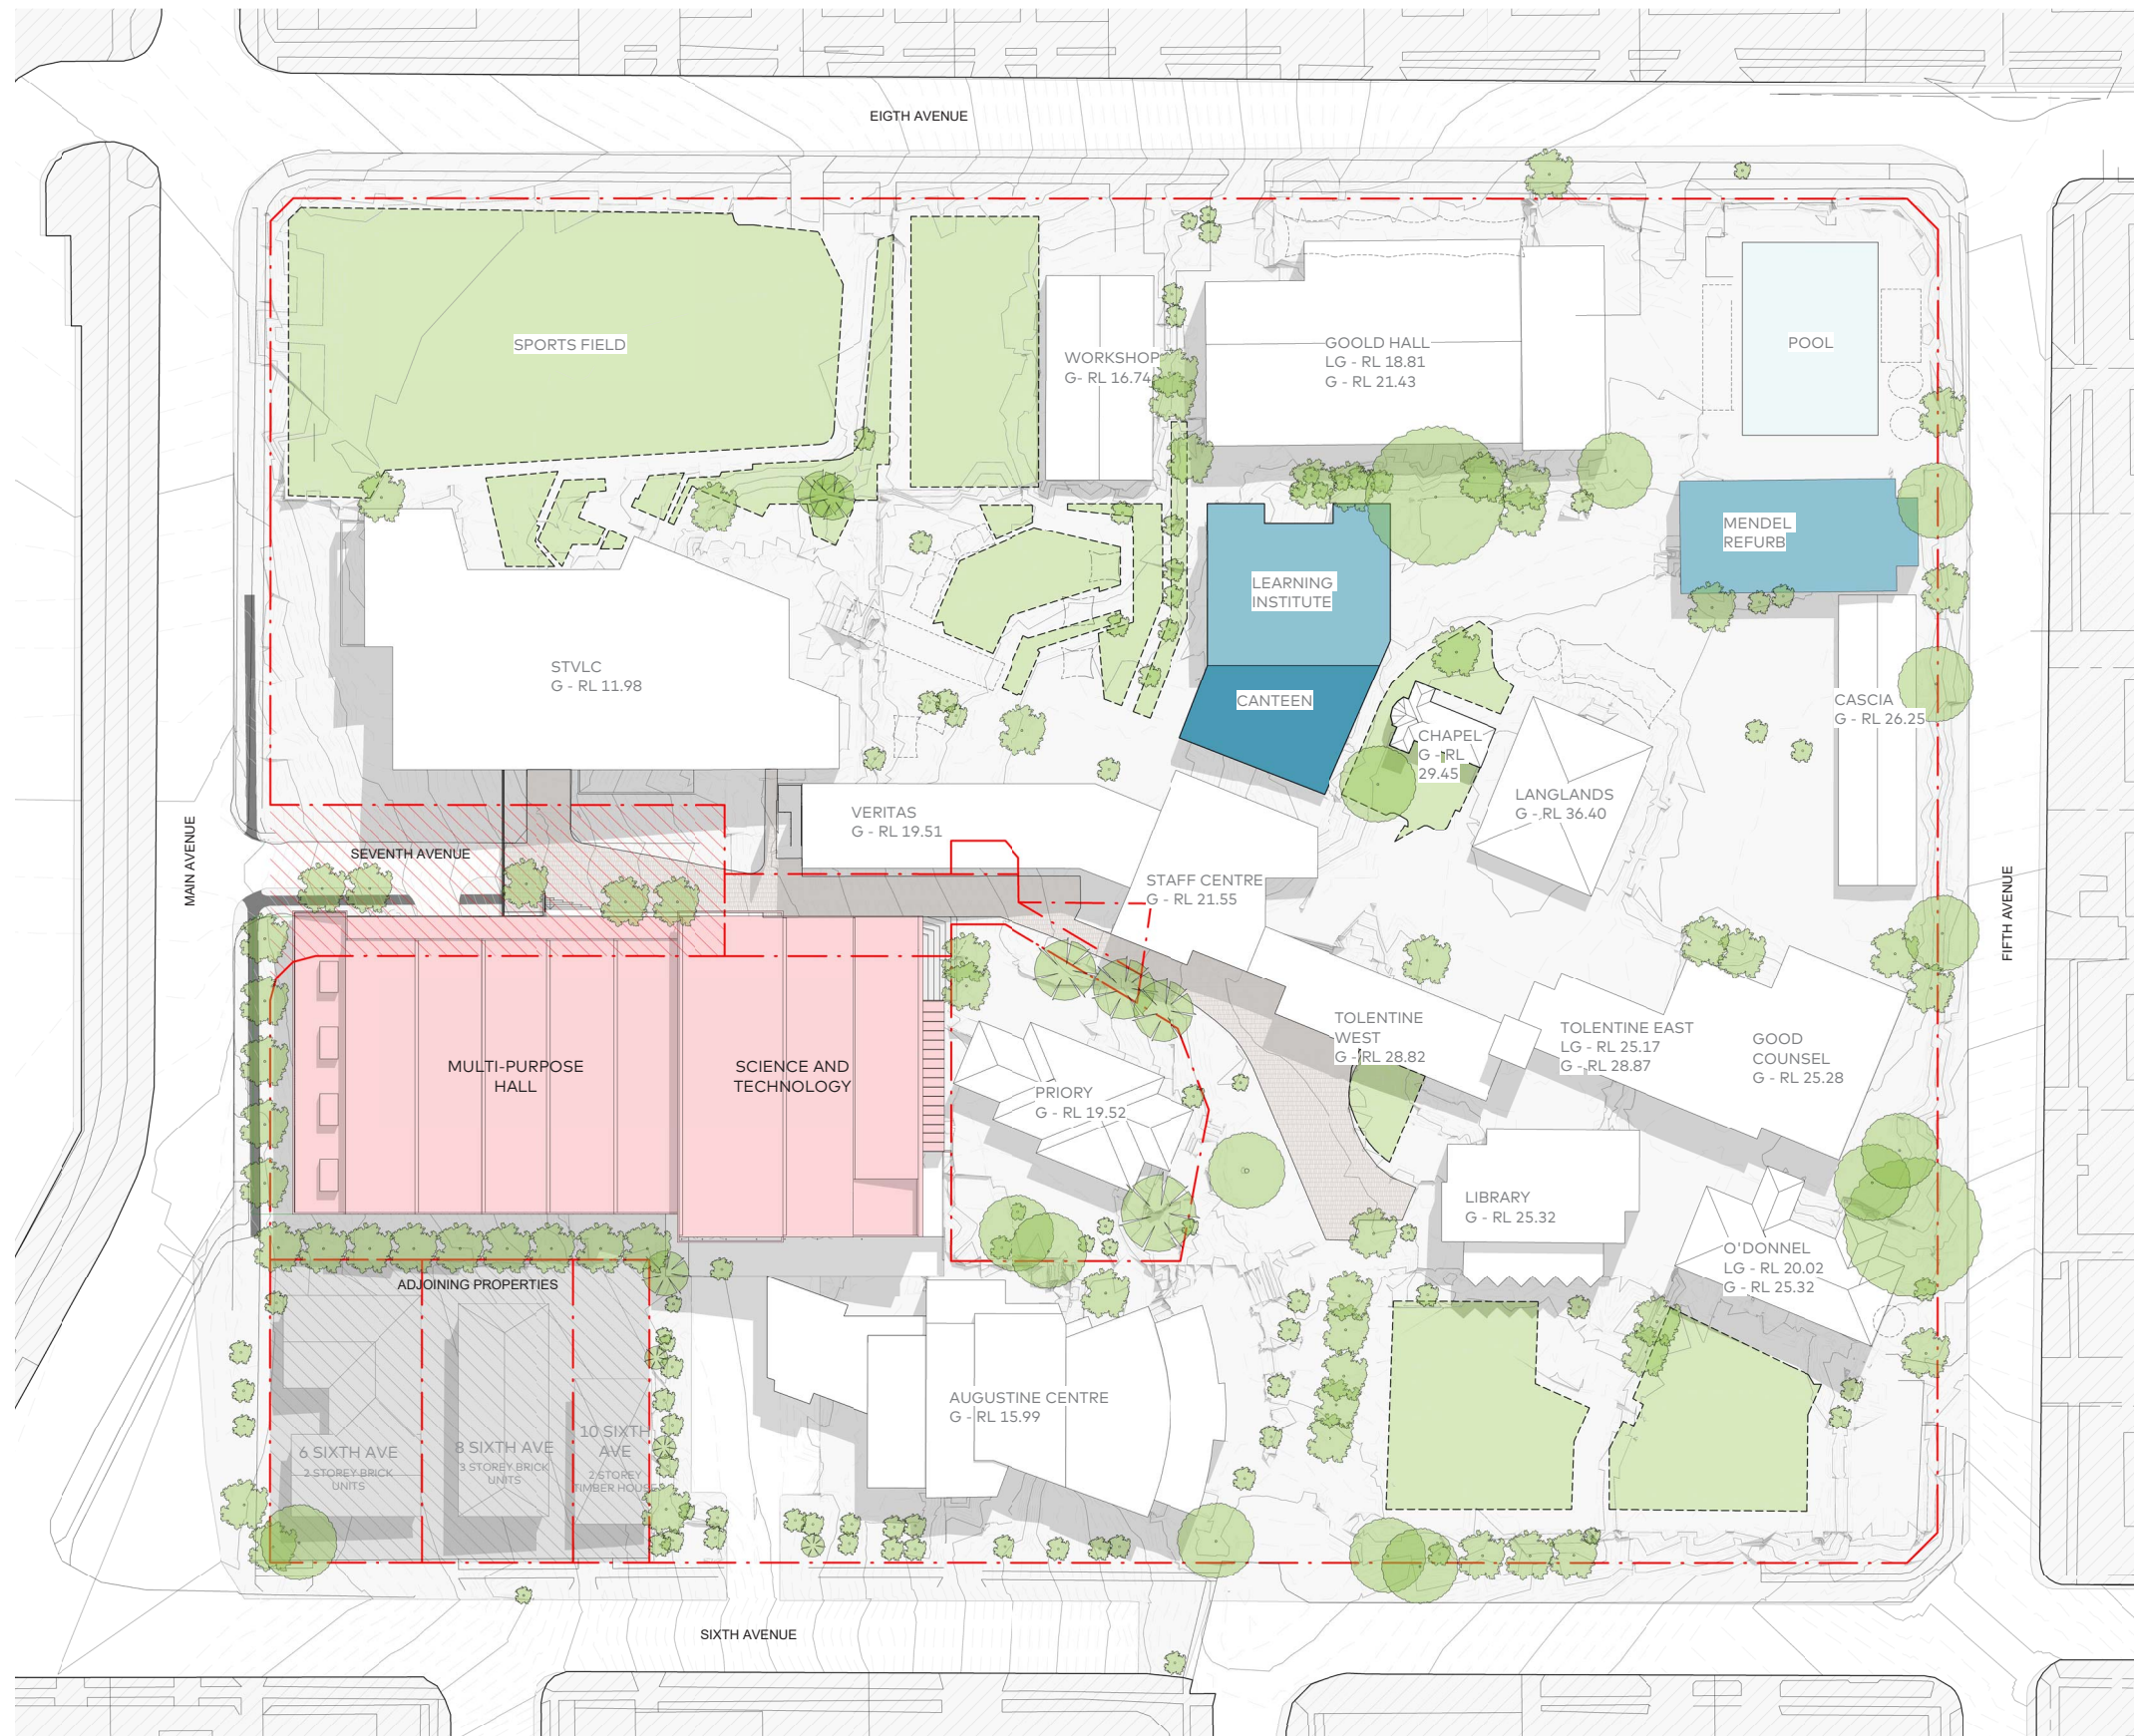 EIGTH AVENUE
SPORTS FIELD
WORKSHOP
G- RL 16.74
GOOLD HALL
LG - RL 18.81
G - RL 21.43
POOL
MENDEL
REFURB
LEARNING
INSTITUTE
STVLC
G - RL 11.98
CANTEEN
CASCIA
G - RL 26.25
CHAPEL
G - RL
29.45
LANGLANDS
G - RL 36.40
VERITAS
G - RL 19.51
MAIN AVENUE
SEVENTH AVENUE
STAFF CENTRE
G - RL 21.55
FIFTH AVENUE
MULTI-PURPOSE
HALL
SCIENCE AND
TECHNOLOGY
TOLENTINE
WEST
G - RL 28.82
TOLENTINE EAST
LG - RL 25.17
G - RL 28.87
GOOD
COUNSEL
G - RL 25.28
PRIORY
G - RL 19.52
LIBRARY
G - RL 25.32
O'DONNEL
LG - RL 20.02
G - RL 25.32
ADJOINING PROPERTIES
AUGUSTINE CENTRE
G - RL 15.99
6 SIXTH AVE
2 STOREY BRICK
UNITS
8 SIXTH AVE
3 STOREY BRICK
UNITS
10 SIXTH
AVE
2 STOREY
TIMBER HOUSE
SIXTH AVENUE